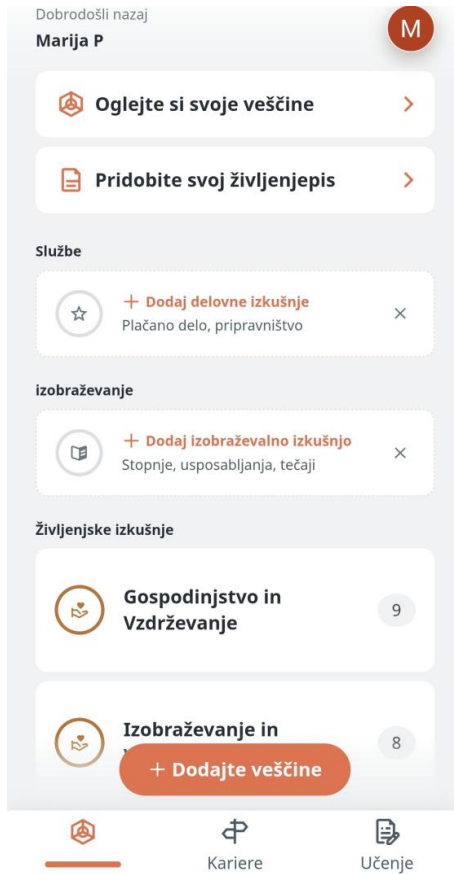 Dobrodošli nazaj
Marija P
M
Oglejte si svoje veščine
Pridobite svoj življenjepis
Službe
+ Dodaj delovne izkušnje
Plačano delo, pripravništvo
izobraževanje
+ Dodaj izobraževalno izkušnjo
Stopnje, usposabljanja, tečaji
Življenjske izkušnje
Gospodinjstvo in
Vzdrževanje
9
Izobraževanje in
8
+ Dodajte veščine
Kariere
Učenje